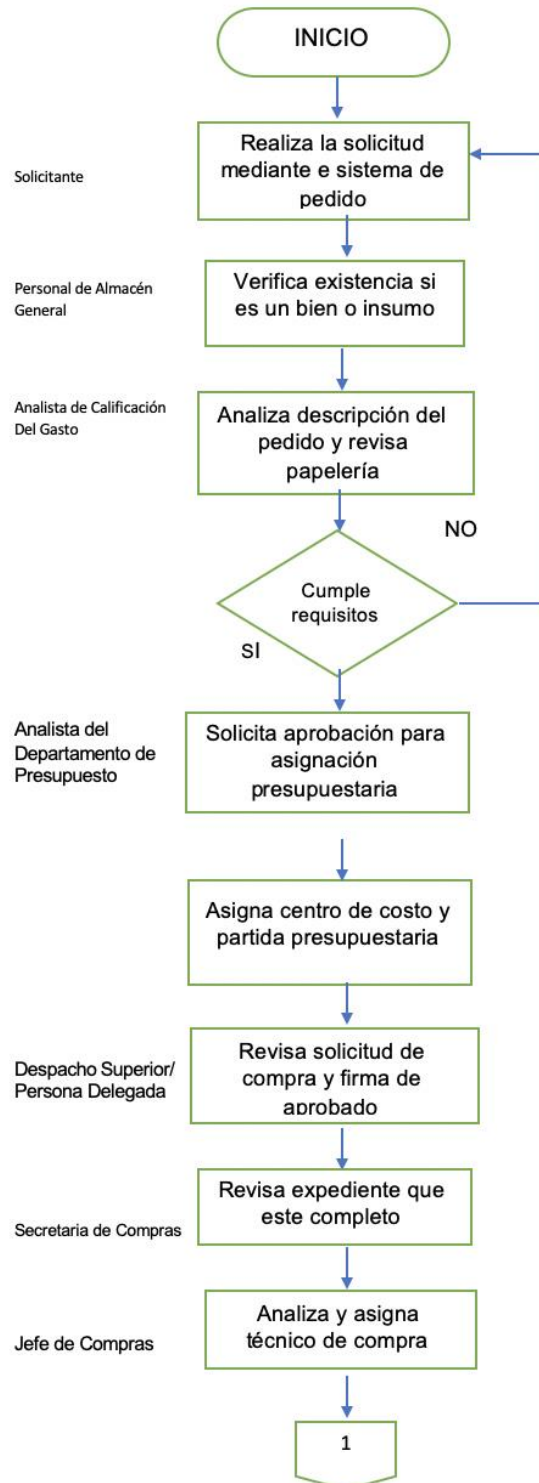 INICIO
Solicitante
Realiza la solicitud
mediante e sistema de
pedido
Personal de Almacén
General
Verifica existencia si
es un bien o insumo
Analista de Calificación
Del Gasto
Analiza descripción del
pedido y revisa
papelería
NO
Cumple
requisitos
SI
Analista del
Departamento de
Presupuesto
Solicita aprobación para
asignación
presupuestaria
Asigna centro de costo y
partida presupuestaria
Despacho Superior/
Persona Delegada
Revisa solicitud de
compra y firma de
aprobado
Secretaria de Compras
Revisa expediente que
este completo
Jefe de Compras
Analiza y asigna
técnico de compra
1